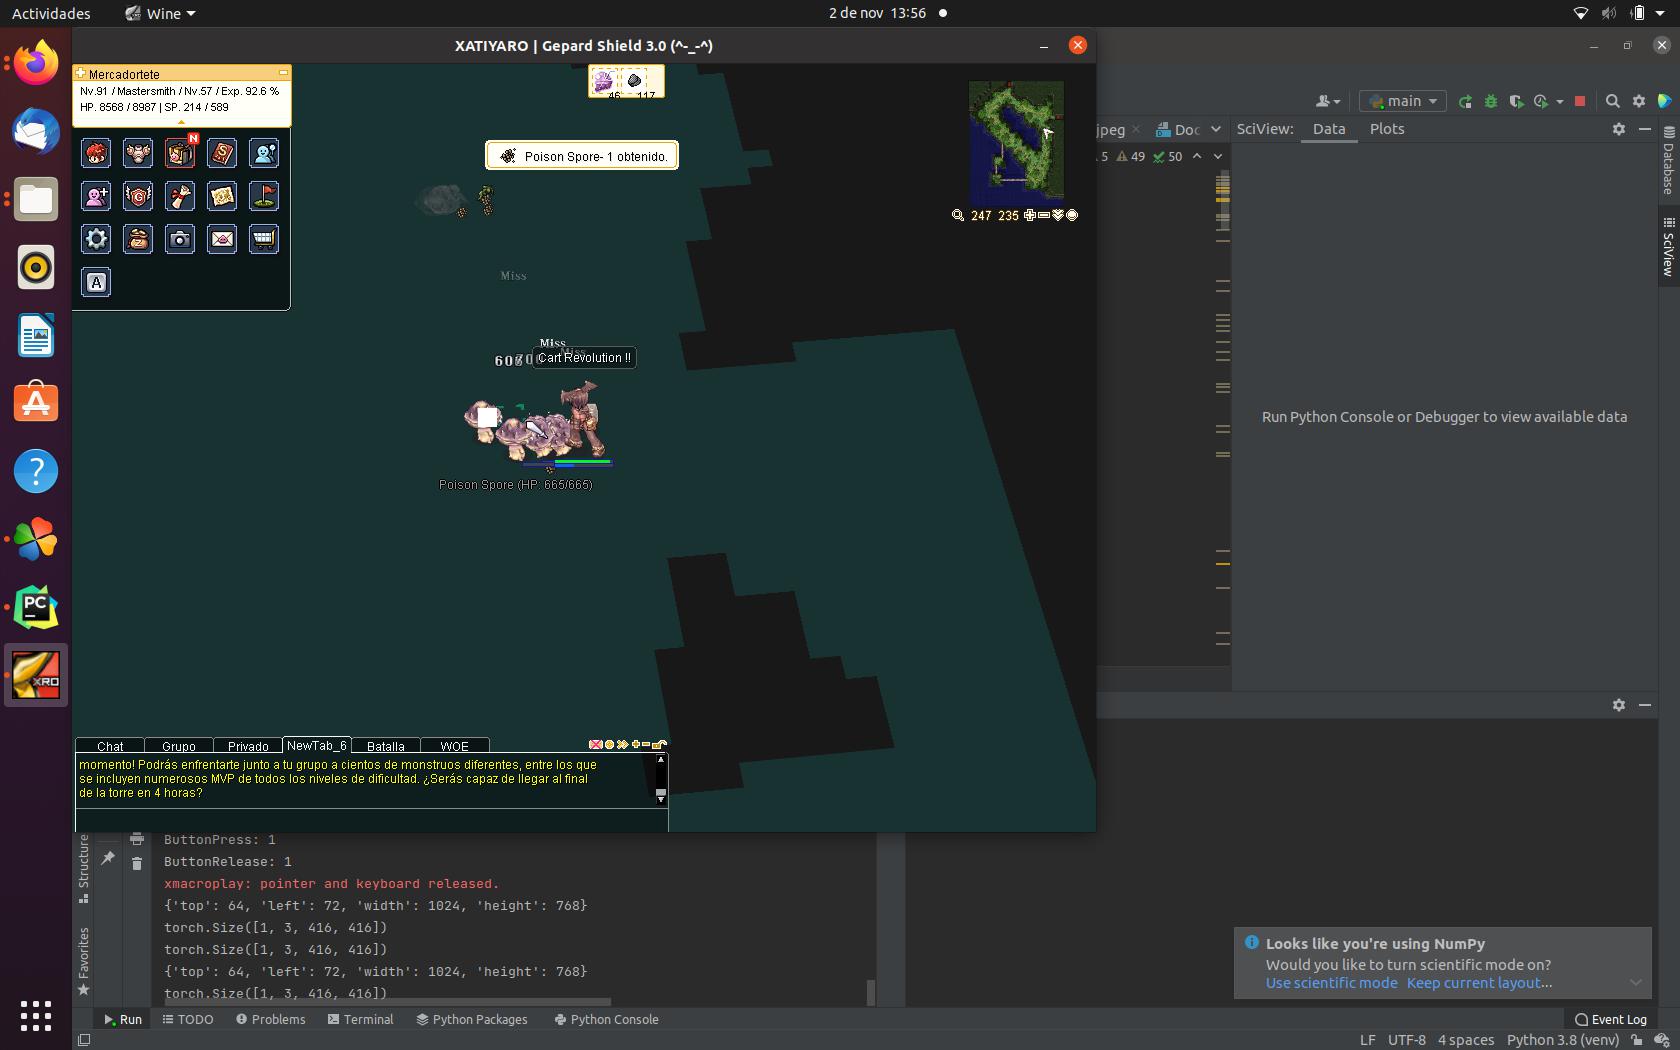 Actividades
Wine
2 de nov 13:56
XATIYARO | Gepard Shield 3.0 (^-_-^)
Mercadortete
Nv.91 / Mastersmith / Nv.57 / Exp. 92.6 %
HP. 8568 / 8987 | SP. 214 / 589
N
A
46 117
Poison Spore- 1 obtenido.
247 235
Miss
Miss
Miss
608
700
Cart Revolution !!
Poison Spore (HP: 665/665)
Chat
Grupo
Privado
NewTab_6
Batalla
WOE
momento! Podrás enfrentarte junto a tu grupo a cientos de monstruos diferentes, entre los que
se incluyen numerosos MVP de todos los niveles de dificultad. ¿Serás capaz de llegar al final
de la torre en 4 horas?
main
jpeg
Doc
SciView:
Data
Plots
5 49 50
Database
SciView
Run Python Console or Debugger to view available data
PC
XRO
Structure
Favorites
ButtonPress: 1
ButtonRelease: 1
xmacroplay: pointer and keyboard released.
{'top': 64, 'left': 72, 'width': 1024, 'height': 768}
torch.Size([1, 3, 416, 416])
torch.Size([1, 3, 416, 416])
{'top': 64, 'left': 72, 'width': 1024, 'height': 768}
torch.Size([1, 3, 416, 416])
Looks like you're using NumPy
Would you like to turn scientific mode on?
Use scientific mode Keep current layout...
Run
TODO
Problems
Terminal
Python Packages
Python Console
Event Log
LF UTF-8 4 spaces Python 3.8 (venv)